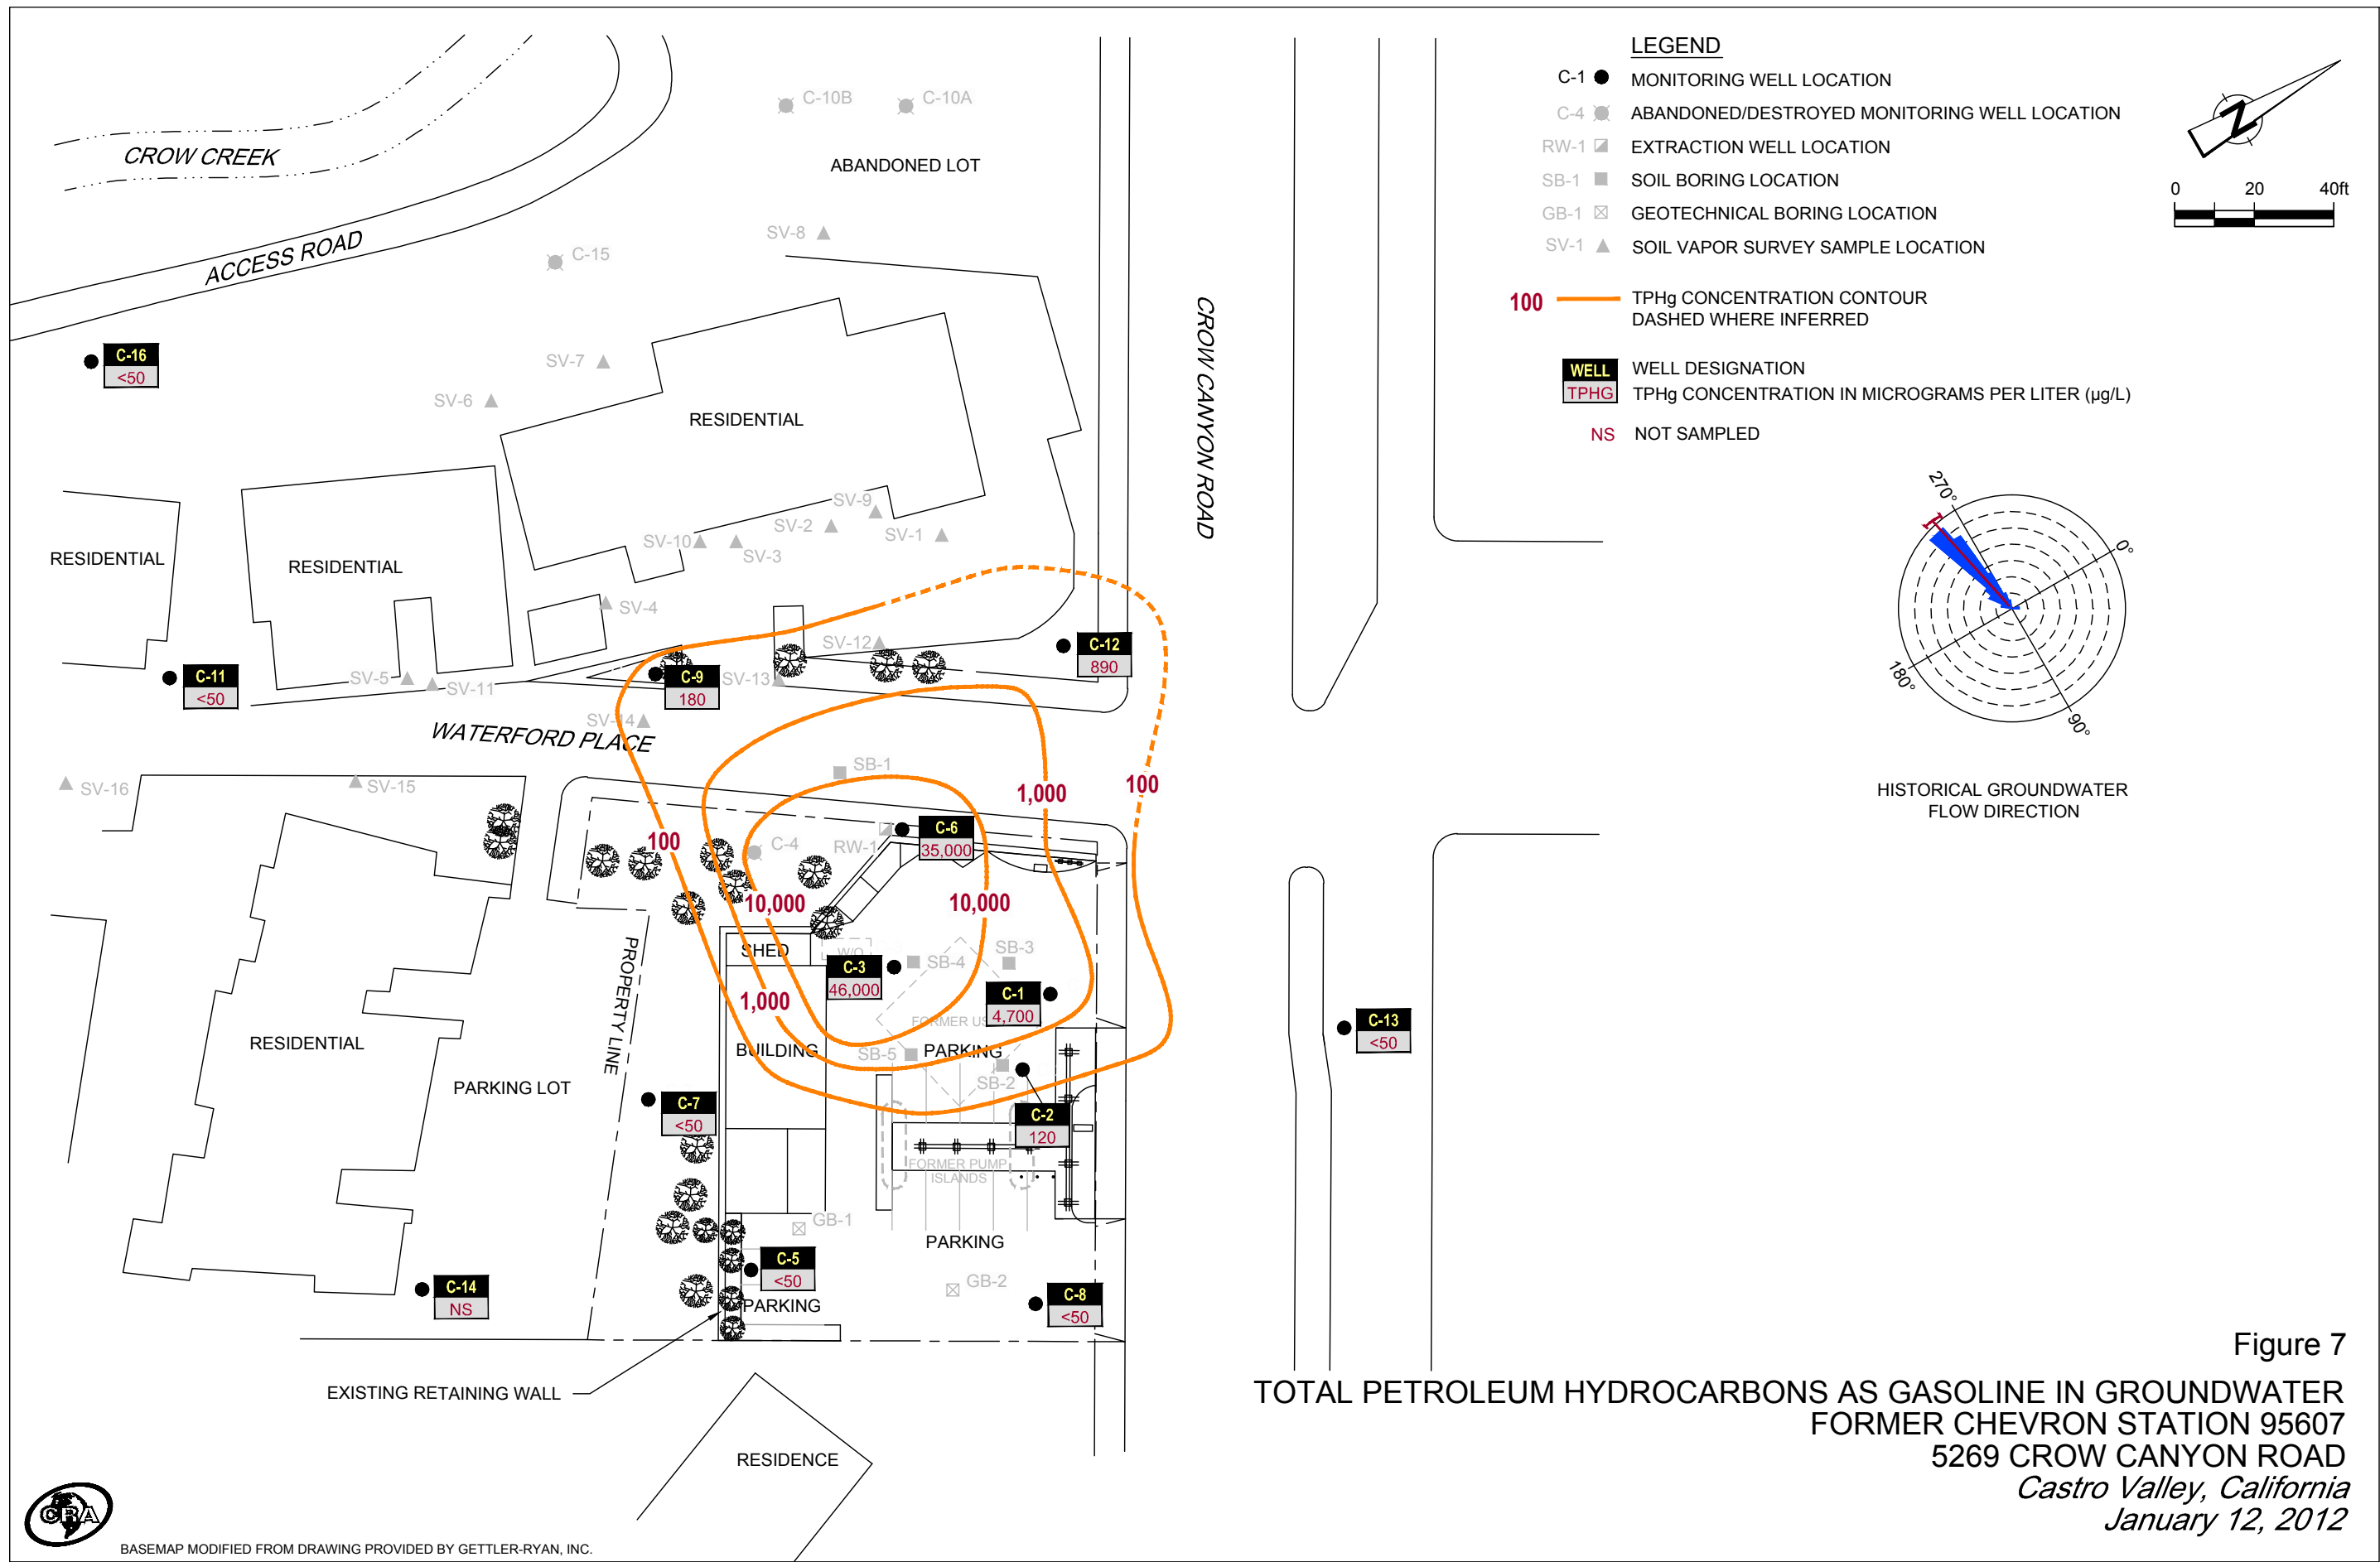 LEGEND
C-1 MONITORING WELL LOCATION
C-4 ABANDONED/DESTROYED MONITORING WELL LOCATION
RW-1 EXTRACTION WELL LOCATION
SB-1 SOIL BORING LOCATION
GB-1 GEOTECHNICAL BORING LOCATION
SV-1 SOIL VAPOR SURVEY SAMPLE LOCATION
100 TPHg CONCENTRATION CONTOUR
DASHED WHERE INFERRED
WELL WELL DESIGNATION
TPHG TPHg CONCENTRATION IN MICROGRAMS PER LITER (µg/L)
NS NOT SAMPLED
Z
0 20 40ft
270°
0°
180°
90°
HISTORICAL GROUNDWATER
FLOW DIRECTION
CROW CREEK
ACCESS ROAD
C-10B
C-10A
ABANDONED LOT
SV-8
C-15
CROW CANYON ROAD
C-16
<50
SV-7
SV-6
RESIDENTIAL
SV-9
SV-2
SV-1
SV-10
SV-3
RESIDENTIAL
RESIDENTIAL
SV-4
SV-12
C-12
890
C-11
<50
SV-5
SV-11
C-9
180
SV-13
SV-14
WATERFORD PLACE
SV-16
SV-15
SB-1
1,000
100
100
C-4
RW-1
C-6
35,000
10,000
10,000
PROPERTY LINE
SHED
W/O
C-3
46,000
SB-4
SB-3
1,000
C-1
4,700
FORMER US
C-13
<50
RESIDENTIAL
BUILDING
SB-5
PARKING
SB-2
PARKING LOT
C-7
<50
C-2
120
FORMER PUMP
ISLANDS
GB-1
PARKING
C-5
<50
GB-2
C-14
NS
C-8
<50
PARKING
EXISTING RETAINING WALL
RESIDENCE
Figure 7
TOTAL PETROLEUM HYDROCARBONS AS GASOLINE IN GROUNDWATER
FORMER CHEVRON STATION 95607
5269 CROW CANYON ROAD
Castro Valley, California
January 12, 2012
CRA
BASEMAP MODIFIED FROM DRAWING PROVIDED BY GETTLER-RYAN, INC.